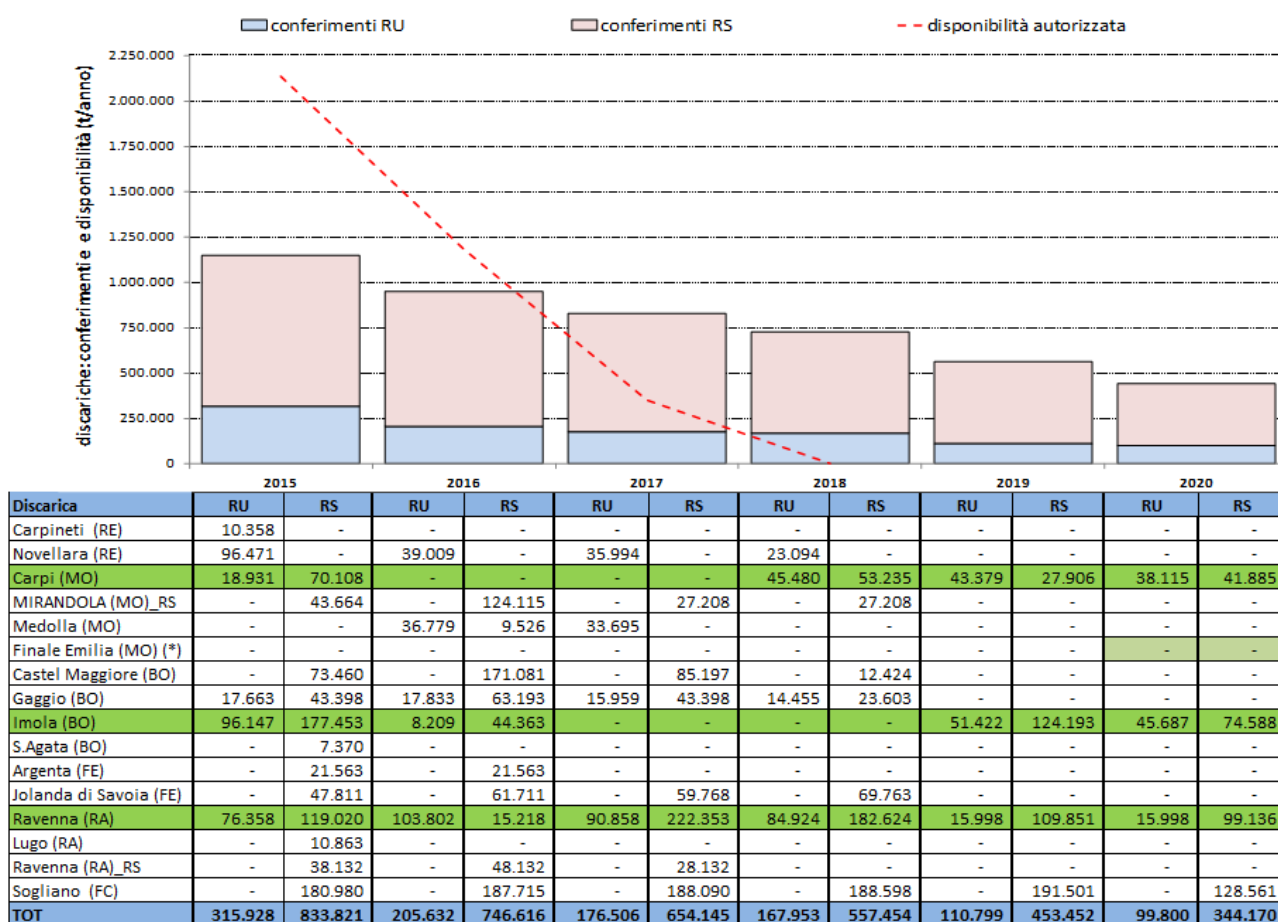 conferimenti RU conferimenti RS disponibilità autorizzata
discariche:conferimenti e disponibilità (t/anno)
2.250.000
2.000.000
1.750.000
1.500.000
1.250.000
1.000.000
750.000
500.000
250.000
0
2015 2016 2017 2018 2019 2020
Discarica RU RS RU RS RU RS RU RS RU RS RU RS
Carpineti (RE) 10.358 - - - - - - - - - - -
Novellara (RE) 96.471 - 39.009 - 35.994 - 23.094 - - - - -
Carpi (MO) 18.931 70.108 - - - - 45.480 53.235 43.379 27.906 38.115 41.885
MIRANDOLA (MO)_RS - 43.664 - 124.115 - 27.208 - 27.208 - - - -
Medolla (MO) - - 36.779 9.526 33.695 - - - - - - -
Finale Emilia (MO) (*) - - - - - - - - - - - -
Castel Maggiore (BO) - 73.460 - 171.081 - 85.197 - 12.424 - - - -
Gaggio (BO) 17.663 43.398 17.833 63.193 15.959 43.398 14.455 23.603 - - - -
Imola (BO) 96.147 177.453 8.209 44.363 - - - - 51.422 124.193 45.687 74.588
S.Agata (BO) - 7.370 - - - - - - - - - -
Argenta (FE) - 21.563 - 21.563 - - - - - - - -
Jolanda di Savoia (FE) - 47.811 - 61.711 - 59.768 - 69.763 - - - -
Ravenna (RA) 76.358 119.020 103.802 15.218 90.858 222.353 84.924 182.624 15.998 109.851 15.998 99.136
Lugo (RA) - 10.863 - - - - - - - - - -
Ravenna (RA)_RS - 38.132 - 48.132 - 28.132 - - - - - -
Sogliano (FC) - 180.980 - 187.715 - 188.090 - 188.598 - 191.501 - 128.561
TOT 315.928 833.821 205.632 746.616 176.506 654.145 167.953 557.454 110.799 453.452 99.800 344.170